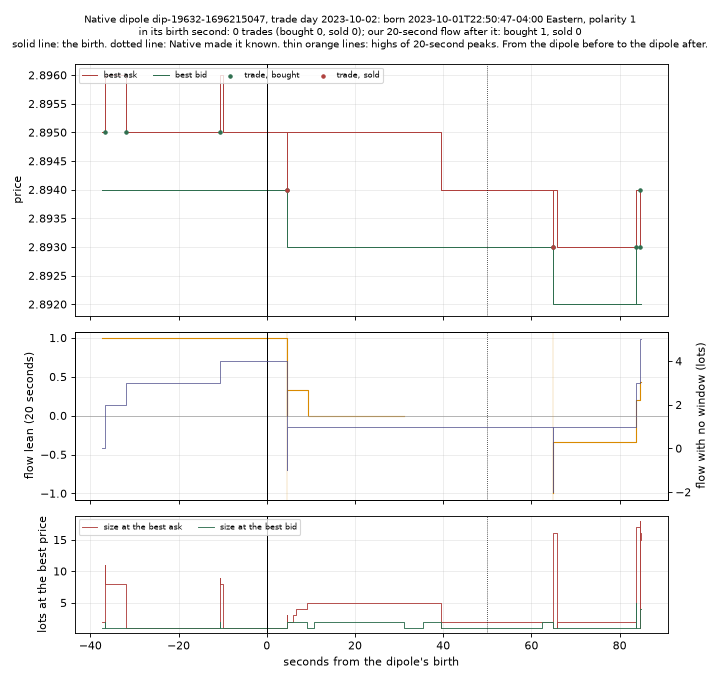 Native dipole dip-19632-1696215047, trade day 2023-10-02: born 2023-10-01T22:50:47-04:00 Eastern, polarity 1
in its birth second: 0 trades (bought 0, sold 0); our 20-second flow after it: bought 1, sold 0
solid line: the birth. dotted line: Native made it known. thin orange lines: highs of 20-second peaks. From the dipole before to the dipole after.
best ask best bid trade, bought trade, sold
2.8960
2.8955
2.8950
2.8945
2.8940
2.8935
2.8930
2.8925
2.8920
price
1.0
0.5
0.0
−0.5
−1.0
flow lean (20 seconds)
4
2
0
−2
flow with no window (lots)
size at the best ask size at the best bid
15
10
5
lots at the best price
−40 −20 0 20 40 60 80
seconds from the dipole's birth